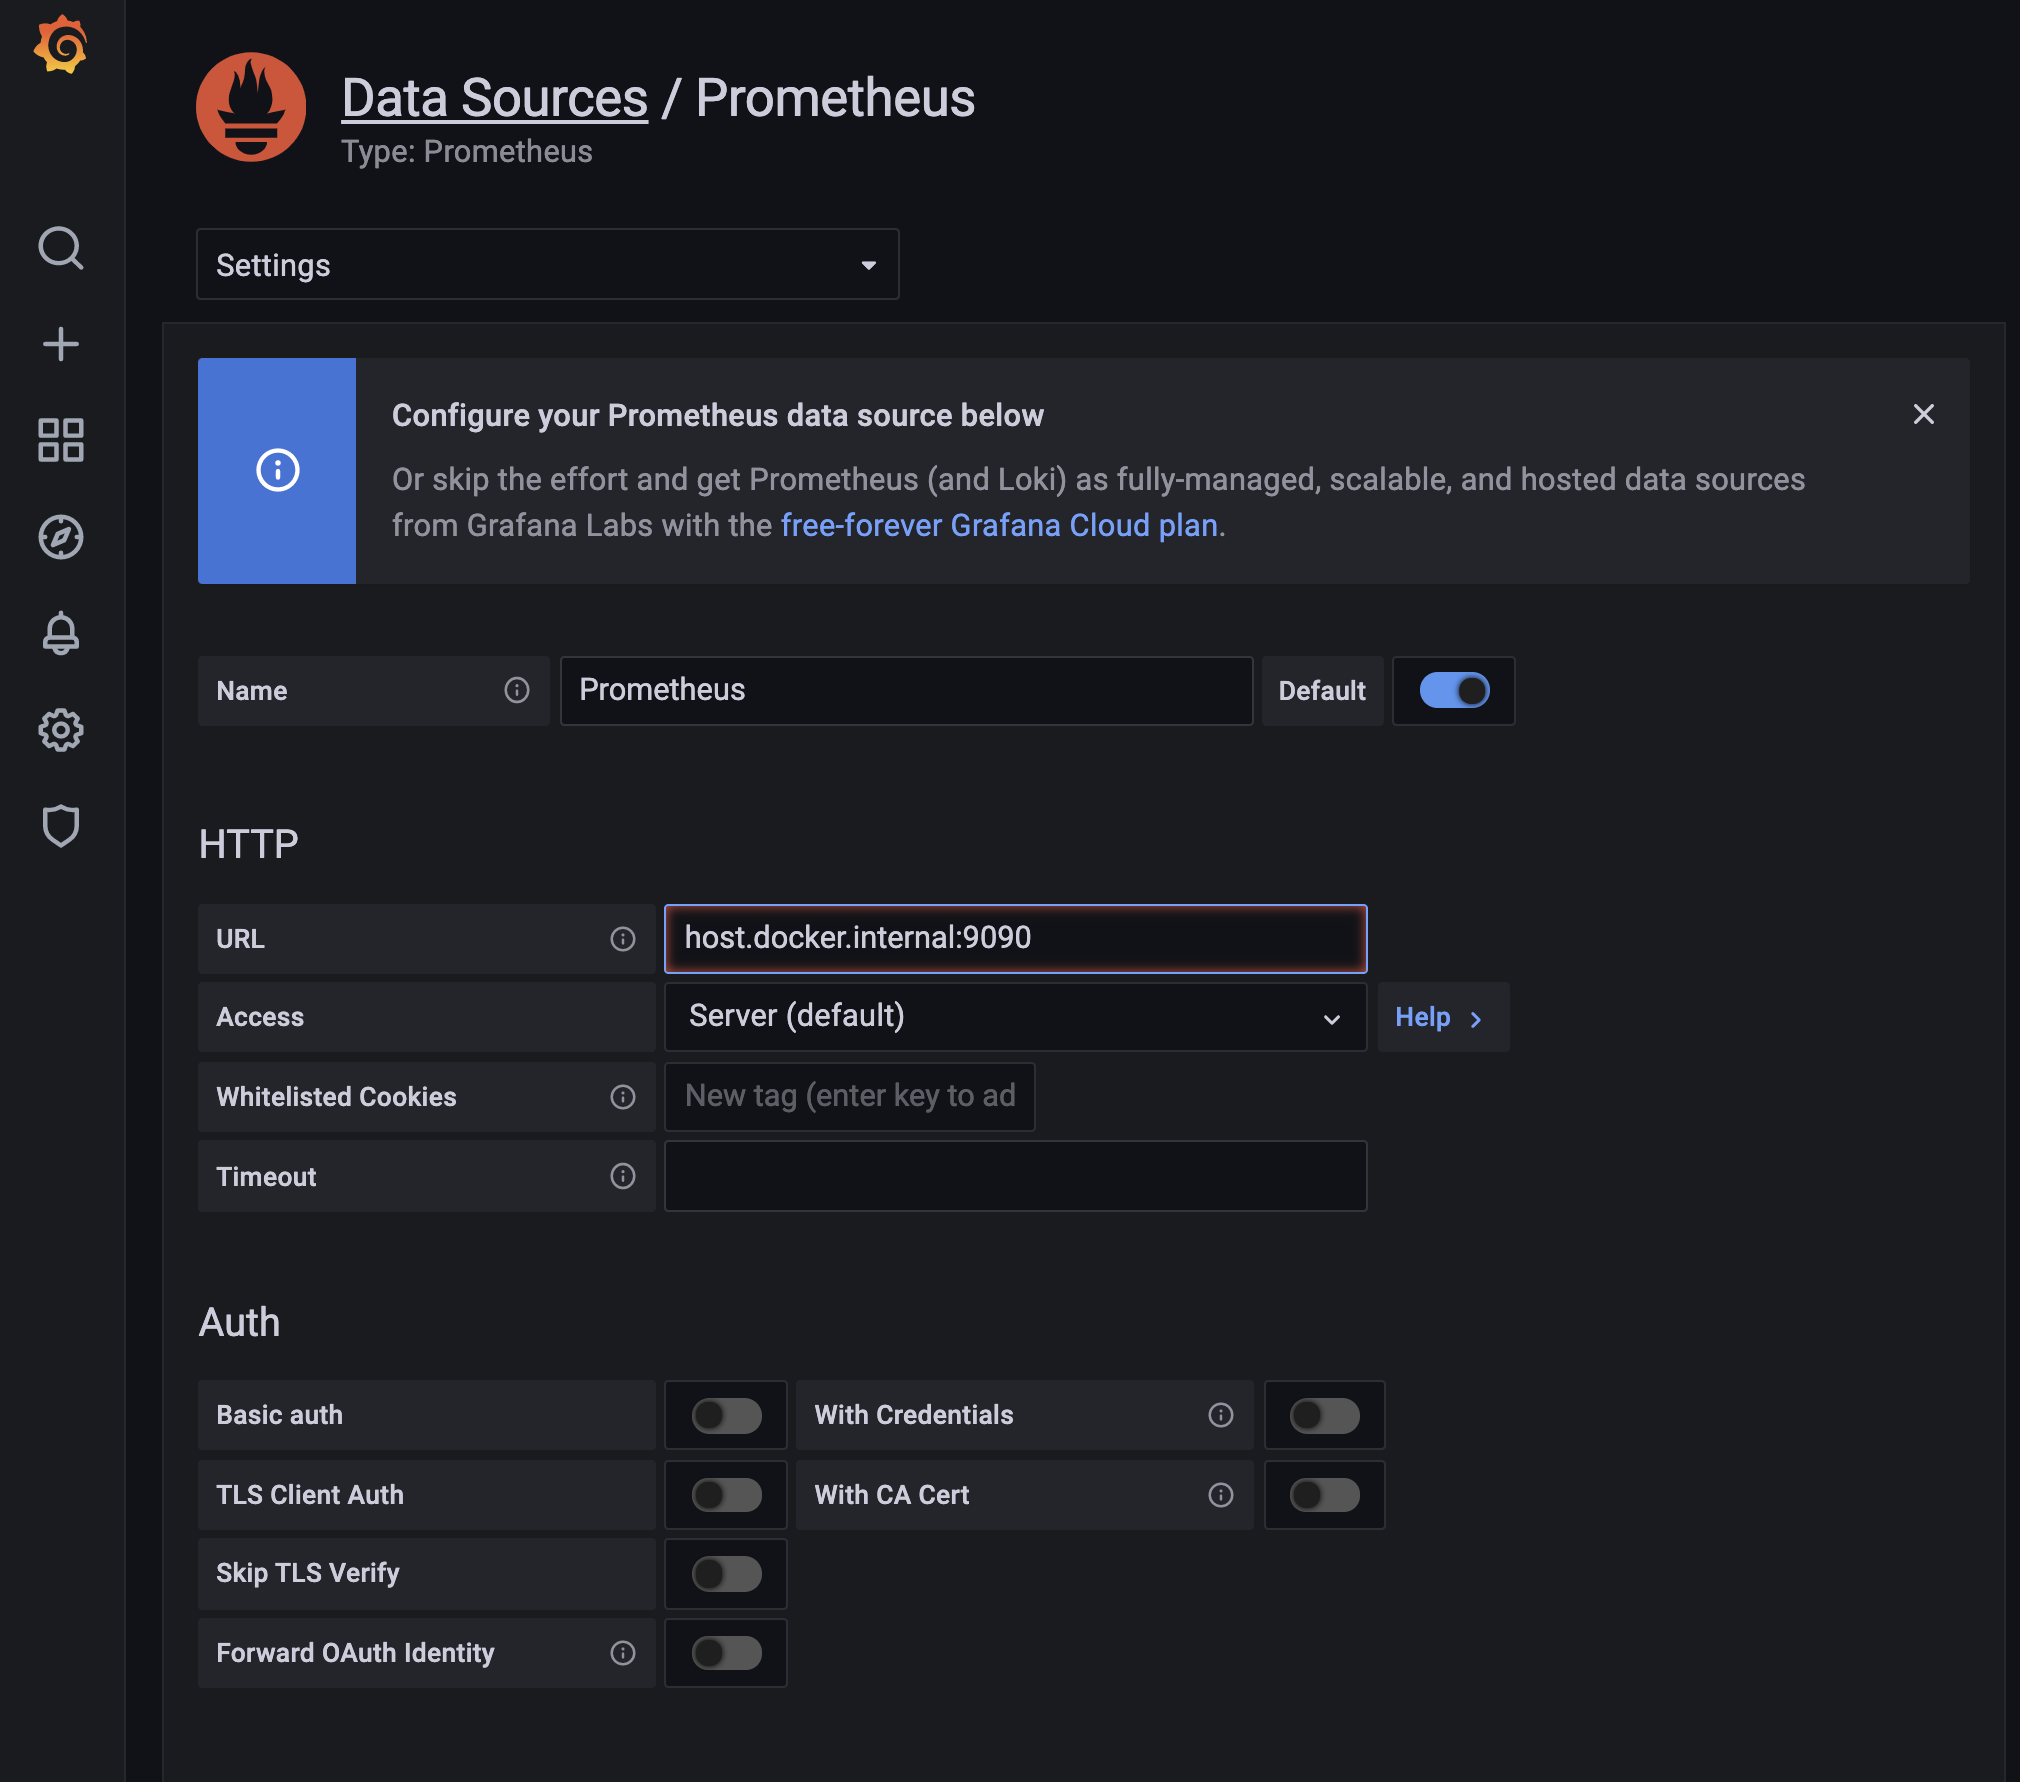 Data Sources / Prometheus
Type: Prometheus
Settings
Configure your Prometheus data source below
Or skip the effort and get Prometheus (and Loki) as fully-managed, scalable, and hosted data sources
from Grafana Labs with the free-forever Grafana Cloud plan.
Name Prometheus Default
HTTP
URL host.docker.internal:9090
Access Server (default) Help
Whitelisted Cookies New tag (enter key to ad
Timeout
Auth
Basic auth With Credentials
TLS Client Auth With CA Cert
Skip TLS Verify
Forward OAuth Identity